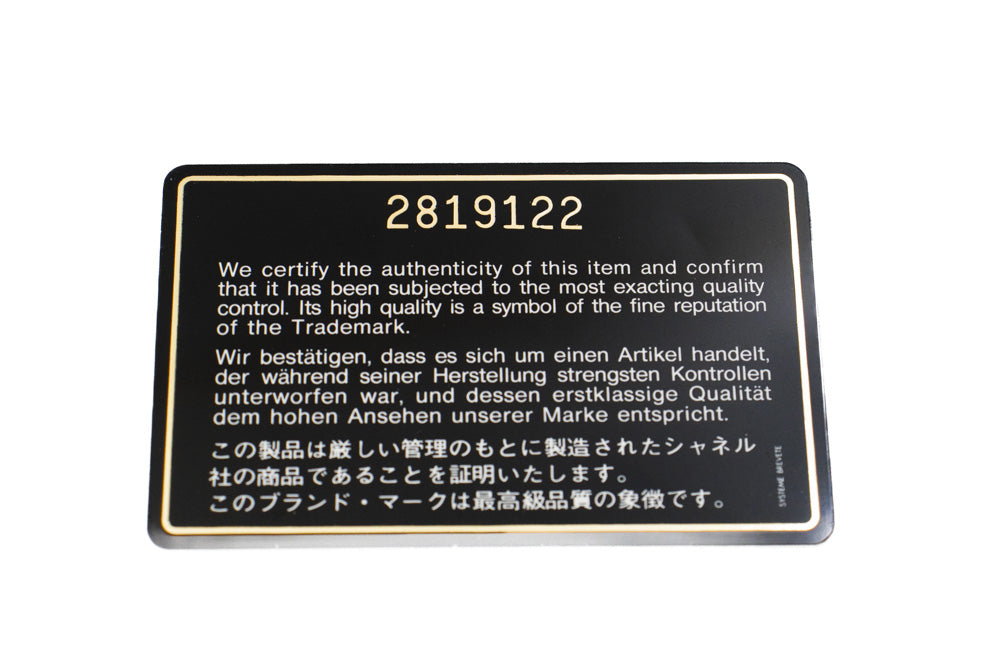 2819122
We certify the authenticity of this item and confirm
that it has been subjected to the most exacting quality
control. Its high quality is a symbol of the fine reputation
of the Trademark.
Wir bestätigen, dass es sich um einen Artikel handelt,
der während seiner Herstellung strengsten Kontrollen
unterworfen war, und dessen erstklassige Qualität
dem hohen Ansehen unserer Marke entspricht.
この製品は厳しい管理のもとに製造されたシャネル
社の商品であることを証明いたします。
このブランド・マークは最高級品質の象徴です。
SYSTEME BREVETE